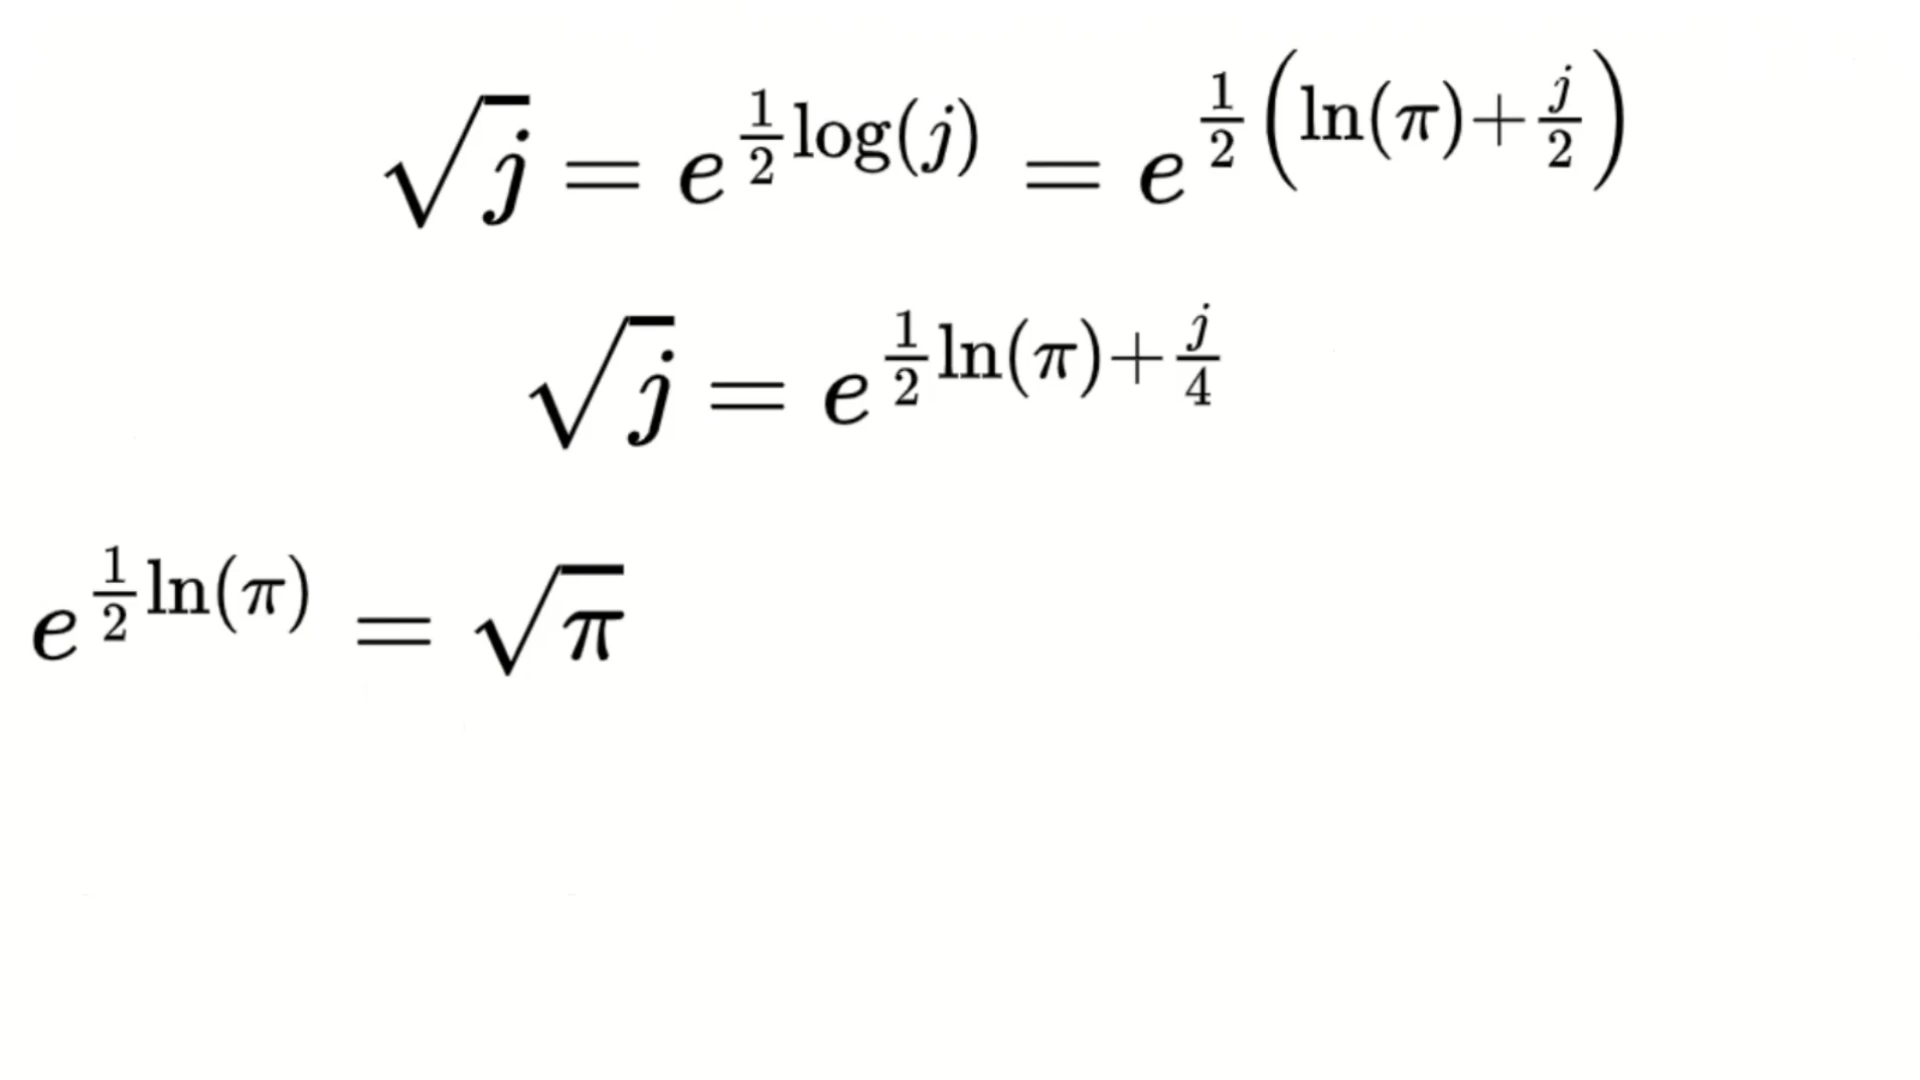 √j = e^{1/2 log(j)} = e^{1/2 (ln(π)+j/2)}
√j = e^{1/2 ln(π)+j/4}
e^{1/2 ln(π)} = √π